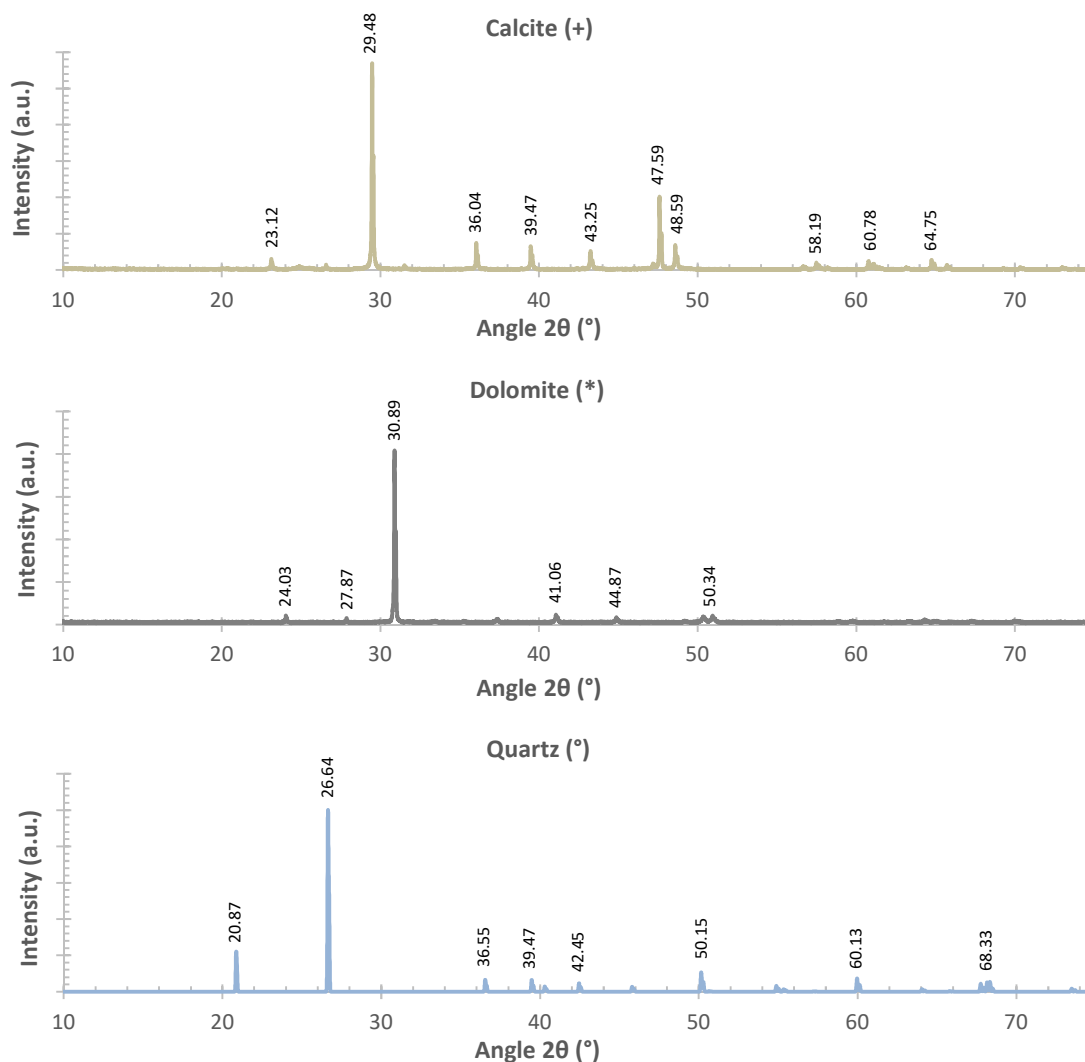 Calcite (+)
Intensity (a.u.)
23.12
29.48
36.04
39.47
43.25
47.59
48.59
58.19
60.78
64.75
10 20 30 40 50 60 70
Angle 2θ (°)
Dolomite (*)
Intensity (a.u.)
24.03
27.87
30.89
41.06
44.87
50.34
10 20 30 40 50 60 70
Angle 2θ (°)
Quartz (°)
Intensity (a.u.)
20.87
26.64
36.55
39.47
42.45
50.15
60.13
68.33
10 20 30 40 50 60 70
Angle 2θ (°)